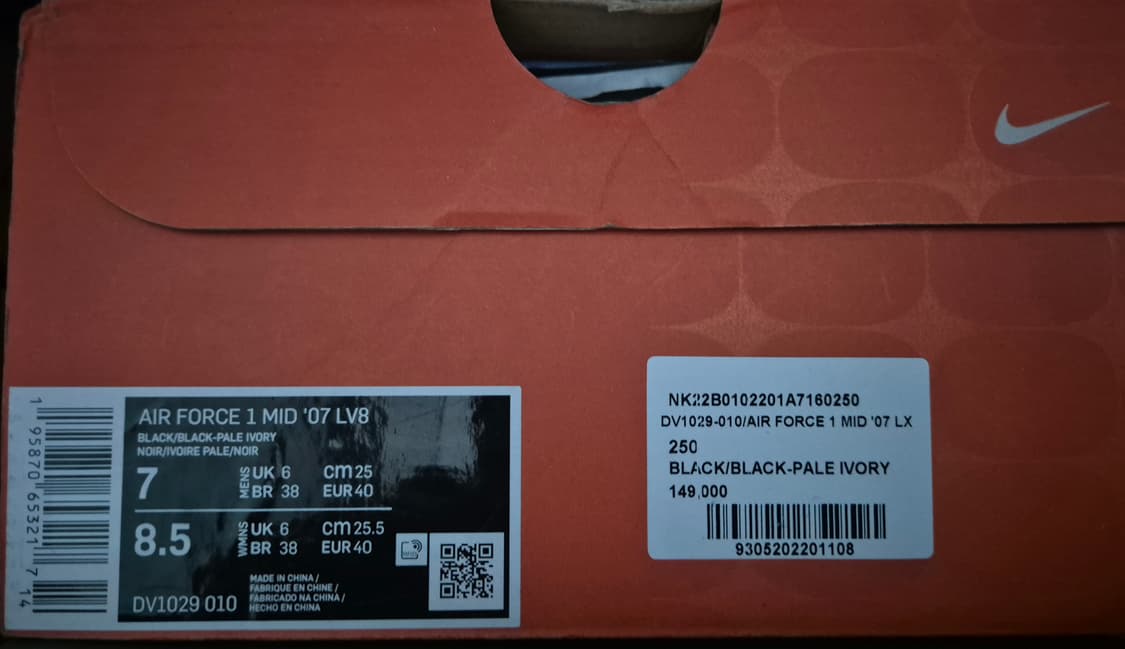 AIR FORCE 1 MID '07 LV8
BLACK/BLACK-PALE IVORY
NOIR/IVOIRE PALE/NOIR
7 MENS UK 6 cm 25
BR 38 EUR 40
8.5 WMNS UK 6 cm 25.5
BR 38 EUR 40
MADE IN CHINA /
FABRIQUE EN CHINE /
FABRICADO NA CHINA /
HECHO EN CHINA
DV1029 010
1 95870 65321 7 14
NK22B0102201A7160250
DV1029-010/AIR FORCE 1 MID '07 LX
250
BLACK/BLACK-PALE IVORY
149,000
9305202201108